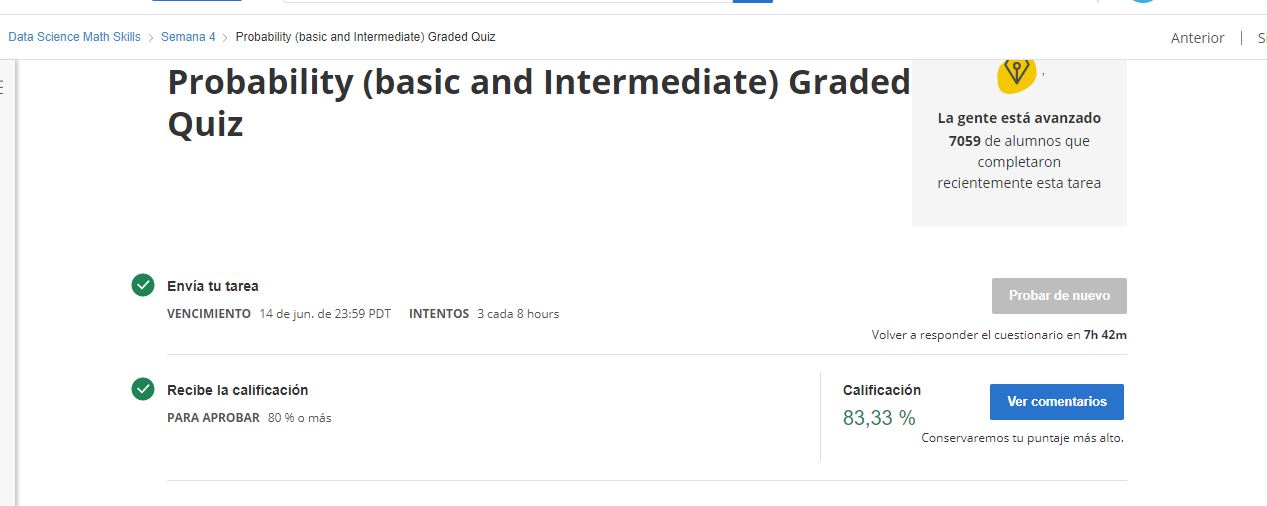 Data Science Math Skills > Semana 4 > Probability (basic and Intermediate) Graded Quiz
Anterior
Probability (basic and Intermediate) Graded
Quiz
La gente está avanzado
7059 de alumnos que
completaron
recientemente esta tarea
Envía tu tarea
VENCIMIENTO 14 de jun. de 23:59 PDT INTENTOS 3 cada 8 hours
Probar de nuevo
Volver a responder el cuestionario en 7h 42m
Recibe la calificación
PARA APROBAR 80 % o más
Calificación
83,33 %
Ver comentarios
Conservaremos tu puntaje más alto.